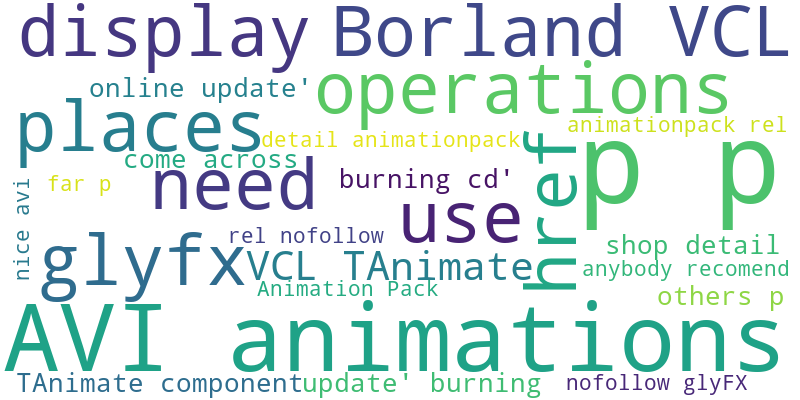 display Borland VCL
online update' operations
places detail animationpack animationpack rel
come across
far p need burning cd' href p p
nice avi use
glyfx rel nofollow shop detail
VCL TAnimate anybody recomend
Animation Pack others p
AVI animations
TAnimate component update' burning nofollow glyFX